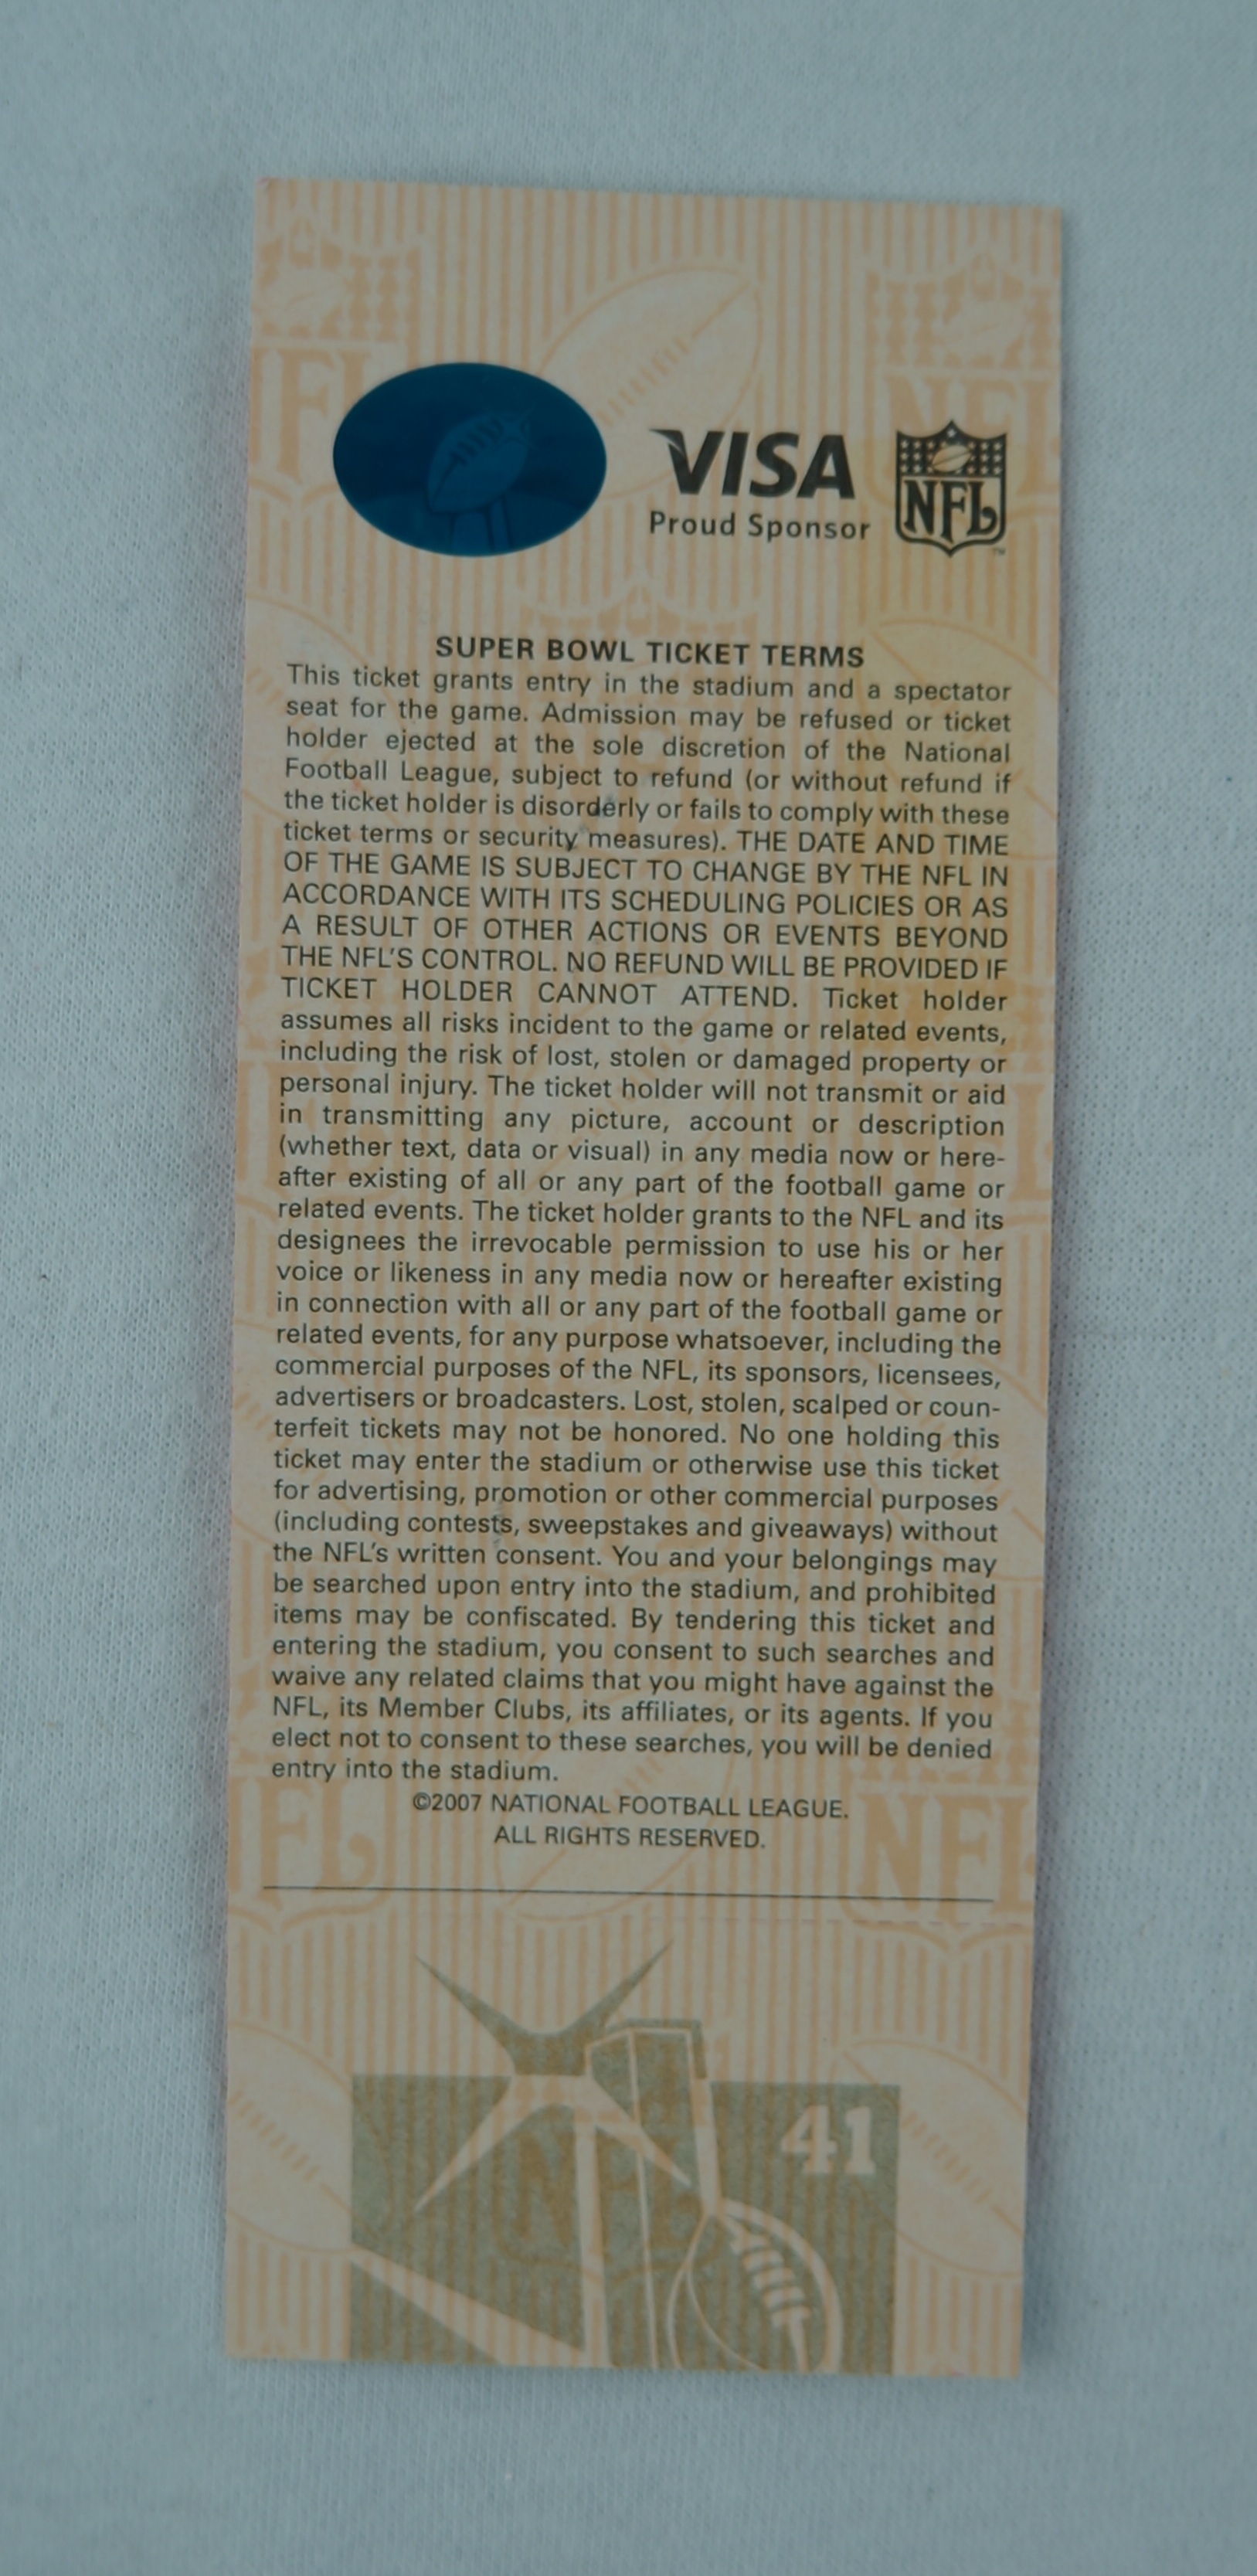 VISA
Proud Sponsor
NFL
TM
SUPER BOWL TICKET TERMS
This ticket grants entry in the stadium and a spectator
seat for the game. Admission may be refused or ticket
holder ejected at the sole discretion of the National
Football League, subject to refund (or without refund if
the ticket holder is disorderly or fails to comply with these
ticket terms or security measures). THE DATE AND TIME
OF THE GAME IS SUBJECT TO CHANGE BY THE NFL IN
ACCORDANCE WITH ITS SCHEDULING POLICIES OR AS
A RESULT OF OTHER ACTIONS OR EVENTS BEYOND
THE NFL'S CONTROL. NO REFUND WILL BE PROVIDED IF
TICKET HOLDER CANNOT ATTEND. Ticket holder
assumes all risks incident to the game or related events,
including the risk of lost, stolen or damaged property or
personal injury. The ticket holder will not transmit or aid
in transmitting any picture, account or description
(whether text, data or visual) in any media now or here-
after existing of all or any part of the football game or
related events. The ticket holder grants to the NFL and its
designees the irrevocable permission to use his or her
voice or likeness in any media now or hereafter existing
in connection with all or any part of the football game or
related events, for any purpose whatsoever, including the
commercial purposes of the NFL, its sponsors, licensees,
advertisers or broadcasters. Lost, stolen, scalped or coun-
terfeit tickets may not be honored. No one holding this
ticket may enter the stadium or otherwise use this ticket
for advertising, promotion or other commercial purposes
(including contests, sweepstakes and giveaways) without
the NFL's written consent. You and your belongings may
be searched upon entry into the stadium, and prohibited
items may be confiscated. By tendering this ticket and
entering the stadium, you consent to such searches and
waive any related claims that you might have against the
NFL, its Member Clubs, its affiliates, or its agents. If you
elect not to consent to these searches, you will be denied
entry into the stadium.
©2007 NATIONAL FOOTBALL LEAGUE.
ALL RIGHTS RESERVED.
41